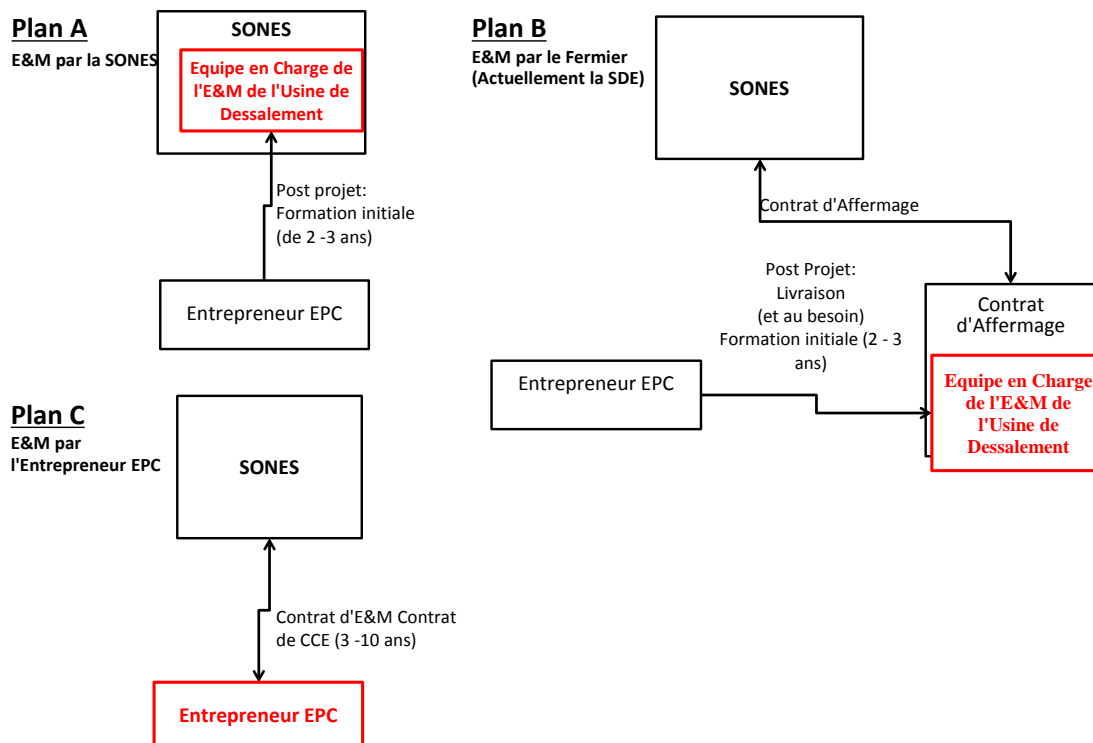 Plan A
E&M par la SONES
SONES
Equipe en Charge de
l'E&M de l'Usine de
Dessalement
Post projet:
Formation initiale
(de 2 -3 ans)
Entrepreneur EPC
Plan B
E&M par le Fermier
(Actuellement la SDE)
SONES
Contrat d'Affermage
Post Projet:
Livraison
(et au besoin)
Formation initiale (2 - 3
ans)
Entrepreneur EPC
Contrat
d'Affermage
Equipe en Charge
de l'E&M de
l'Usine de
Dessalement
Plan C
E&M par
l'Entrepreneur EPC
SONES
Contrat d'E&M Contrat
de CCE (3 -10 ans)
Entrepreneur EPC